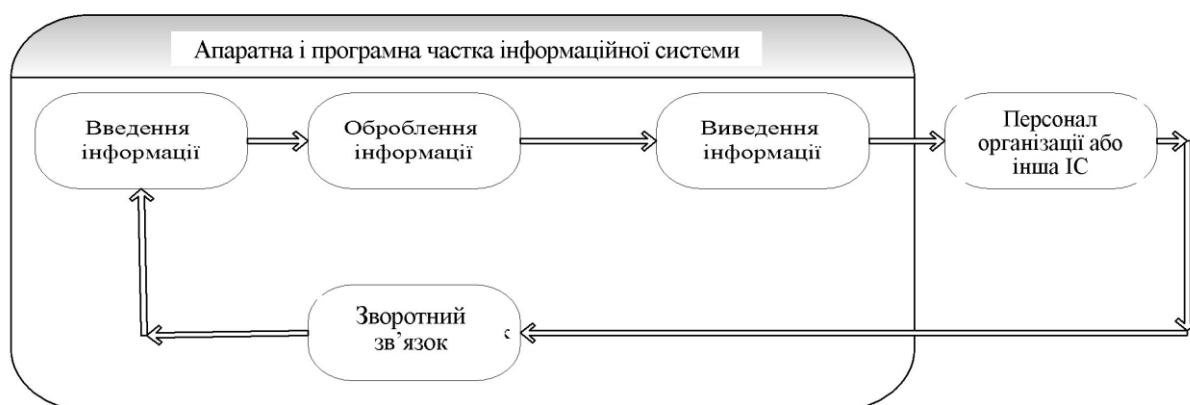 Апаратна і програмна частка інформаційної системи
Введення
інформації
Оброблення
інформації
Виведення
інформації
Персонал
організації або
інша ІС
Зворотний
зв’язок